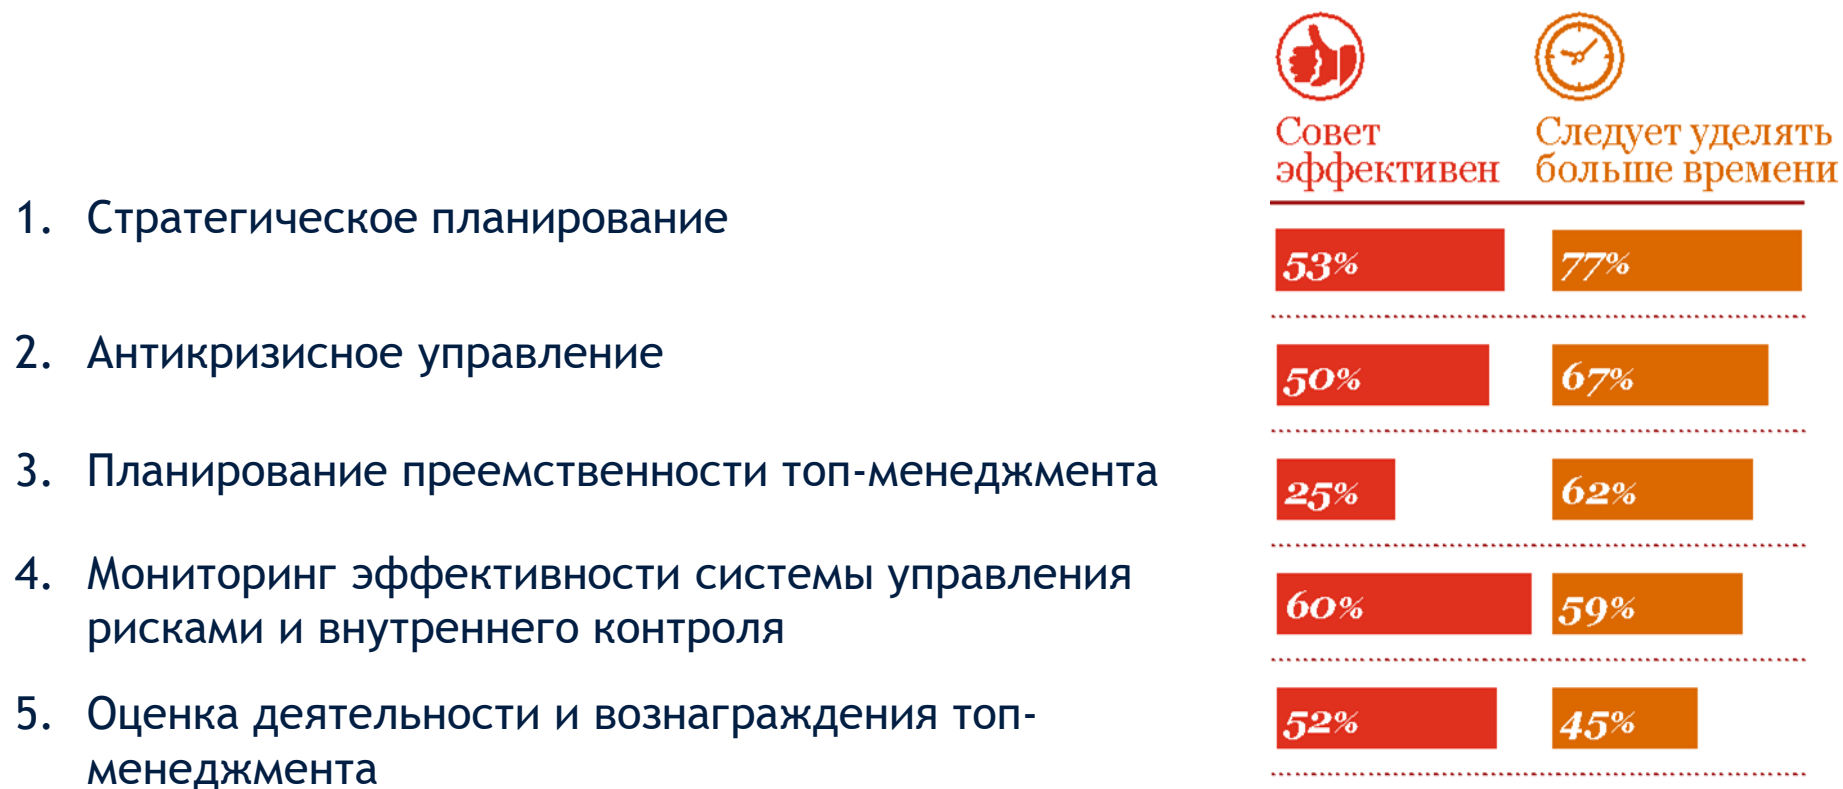 Совет
эффективен
Следует уделять
больше времени
1. Стратегическое планирование
53% 77%
2. Антикризисное управление
50% 67%
3. Планирование преемственности топ-менеджмента
25% 62%
4. Мониторинг эффективности системы управления
рисками и внутреннего контроля
60% 59%
5. Оценка деятельности и вознаграждения топ-
менеджмента
52% 45%